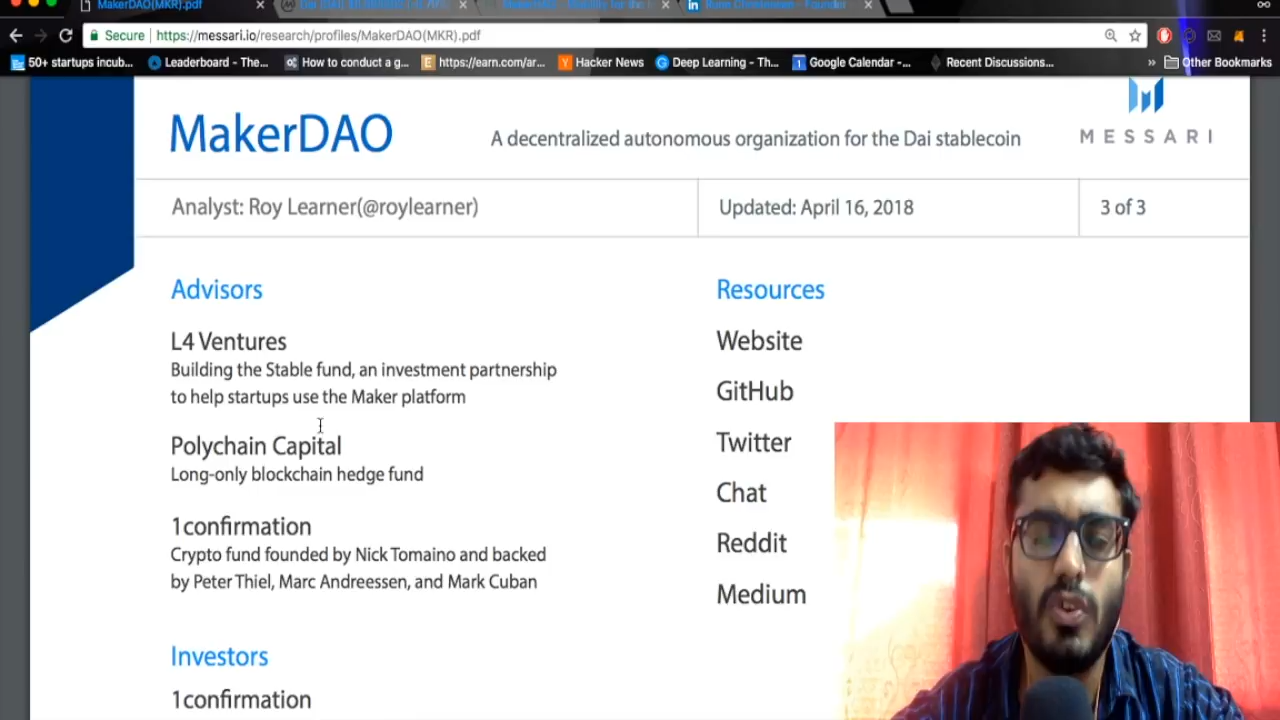 MakerDAO(MKR).pdf
Secure https://messari.io/research/profiles/MakerDAO(MKR).pdf
50+ startups incub... Leaderboard - The... How to conduct a g... https://earn.com/ar... Hacker News Deep Learning - Th... Google Calendar -... Recent Discussions... » Other Bookmarks
MakerDAO
A decentralized autonomous organization for the Dai stablecoin
MESSARI
Analyst: Roy Learner(@roylearner)
Updated: April 16, 2018
3 of 3
Advisors
L4 Ventures
Building the Stable fund, an investment partnership
to help startups use the Maker platform
Polychain Capital
Long-only blockchain hedge fund
1confirmation
Crypto fund founded by Nick Tomaino and backed
by Peter Thiel, Marc Andreessen, and Mark Cuban
Investors
1confirmation
Resources
Website
GitHub
Twitter
Chat
Reddit
Medium